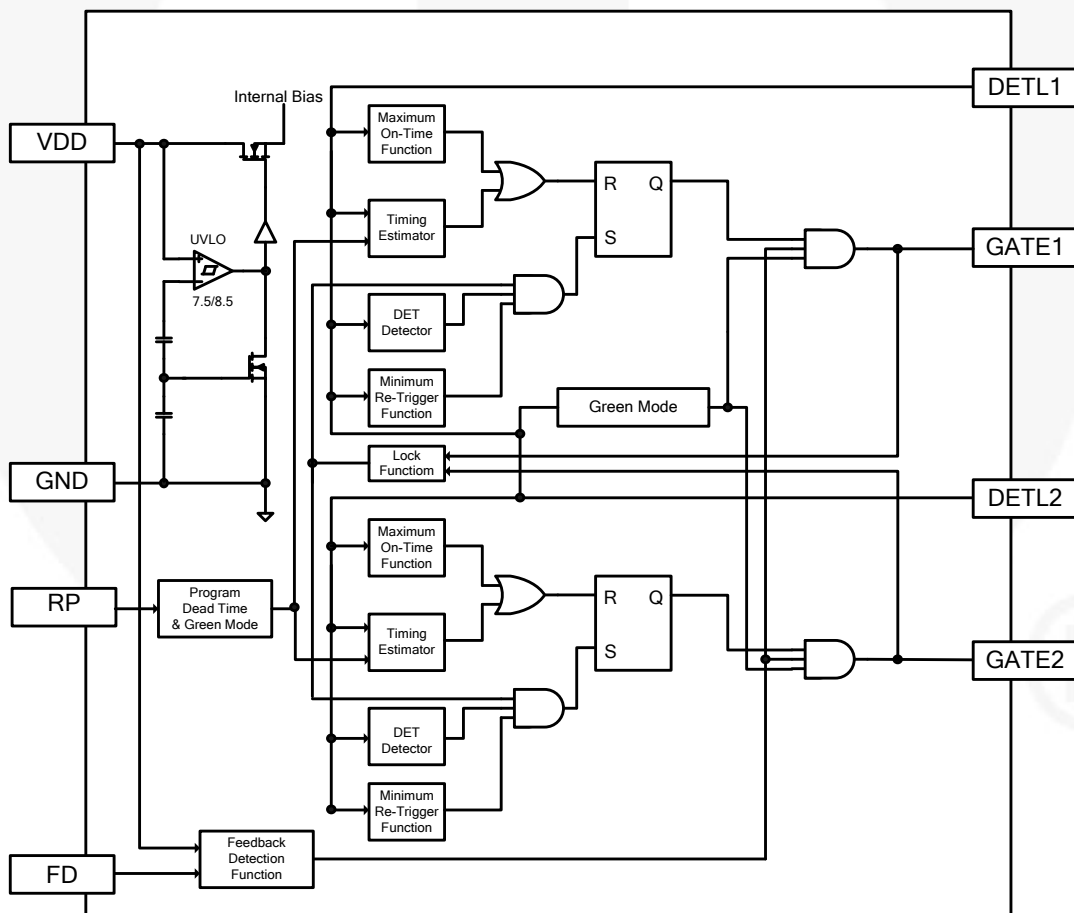 DETL1
Internal Bias
VDD
Maximum
On-Time
Function
R
Q
S
Timing
Estimator
UVLO
7.5/8.5
GATE1
DET
Detector
Minimum
Re-Trigger
Function
Green Mode
Lock
Functiom
GND
DETL2
Maximum
On-Time
Function
RP
Program
Dead Time
& Green Mode
R
Q
S
Timing
Estimator
GATE2
DET
Detector
Minimum
Re-Trigger
Function
FD
Feedback
Detection
Function